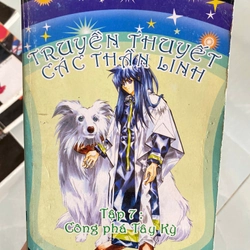 TRUYỀN THUYẾT
CÁC THẦN LINH
Tập 7 :
Công phá Tây Kỳ